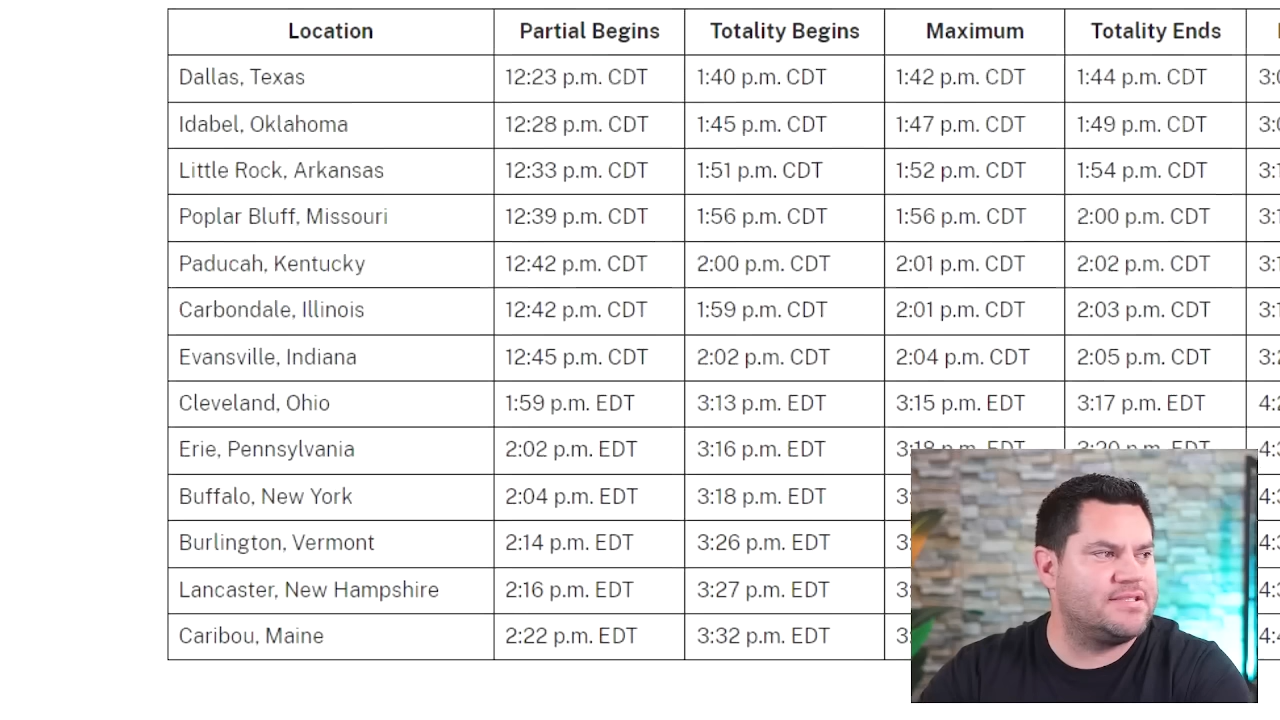 Location Partial Begins Totality Begins Maximum Totality Ends
Dallas, Texas 12:23 p.m. CDT 1:40 p.m. CDT 1:42 p.m. CDT 1:44 p.m. CDT
Idabel, Oklahoma 12:28 p.m. CDT 1:45 p.m. CDT 1:47 p.m. CDT 1:49 p.m. CDT
Little Rock, Arkansas 12:33 p.m. CDT 1:51 p.m. CDT 1:52 p.m. CDT 1:54 p.m. CDT
Poplar Bluff, Missouri 12:39 p.m. CDT 1:56 p.m. CDT 1:56 p.m. CDT 2:00 p.m. CDT
Paducah, Kentucky 12:42 p.m. CDT 2:00 p.m. CDT 2:01 p.m. CDT 2:02 p.m. CDT
Carbondale, Illinois 12:42 p.m. CDT 1:59 p.m. CDT 2:01 p.m. CDT 2:03 p.m. CDT
Evansville, Indiana 12:45 p.m. CDT 2:02 p.m. CDT 2:04 p.m. CDT 2:05 p.m. CDT
Cleveland, Ohio 1:59 p.m. EDT 3:13 p.m. EDT 3:15 p.m. EDT 3:17 p.m. EDT
Erie, Pennsylvania 2:02 p.m. EDT 3:16 p.m. EDT 3:18 p.m. EDT 3:20 p.m. EDT
Buffalo, New York 2:04 p.m. EDT 3:18 p.m. EDT
Burlington, Vermont 2:14 p.m. EDT 3:26 p.m. EDT
Lancaster, New Hampshire 2:16 p.m. EDT 3:27 p.m. EDT
Caribou, Maine 2:22 p.m. EDT 3:32 p.m. EDT